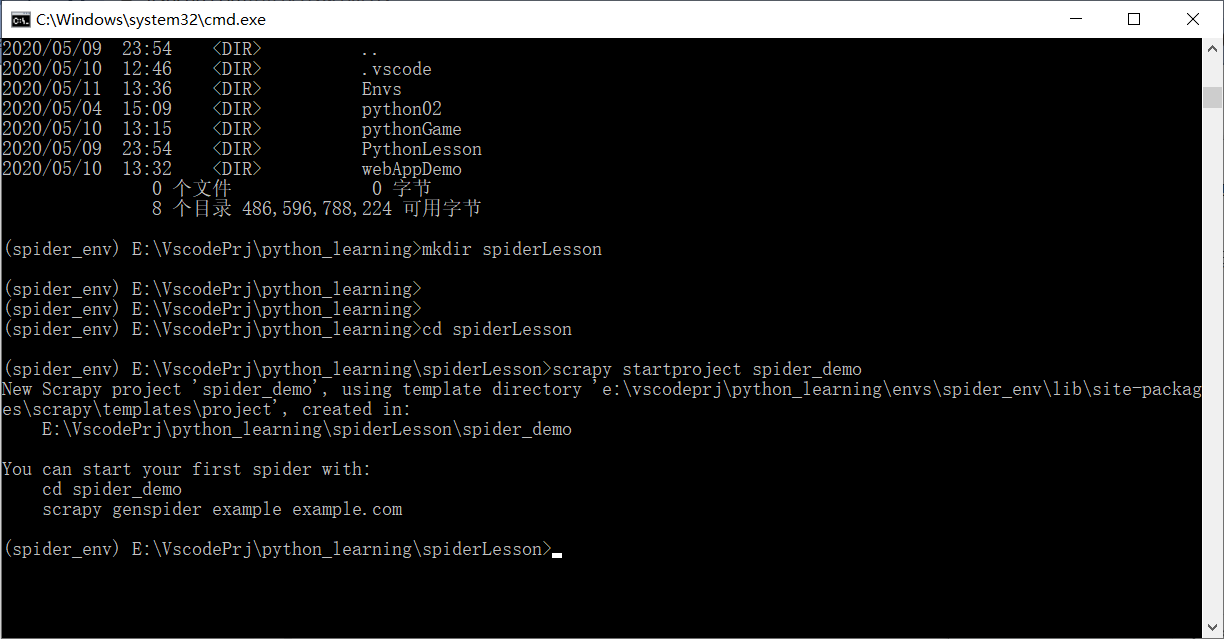 C:\Windows\system32\cmd.exe
2020/05/09  23:54    <DIR>          ..
2020/05/10  12:46    <DIR>          .vscode
2020/05/11  13:36    <DIR>          Envs
2020/05/04  15:09    <DIR>          python02
2020/05/10  13:15    <DIR>          pythonGame
2020/05/09  23:54    <DIR>          PythonLesson
2020/05/10  13:32    <DIR>          webAppDemo
               0 个文件              0 字节
               8 个目录 486,596,788,224 可用字节
(spider_env) E:\VscodePrj\python_learning>mkdir spiderLesson
(spider_env) E:\VscodePrj\python_learning>
(spider_env) E:\VscodePrj\python_learning>
(spider_env) E:\VscodePrj\python_learning>cd spiderLesson
(spider_env) E:\VscodePrj\python_learning\spiderLesson>scrapy startproject spider_demo
New Scrapy project 'spider_demo', using template directory 'e:\vscodeprj\python_learning\envs\spider_env\lib\site-packag
es\scrapy\templates\project', created in:
    E:\VscodePrj\python_learning\spiderLesson\spider_demo
You can start your first spider with:
    cd spider_demo
    scrapy genspider example example.com
(spider_env) E:\VscodePrj\python_learning\spiderLesson>